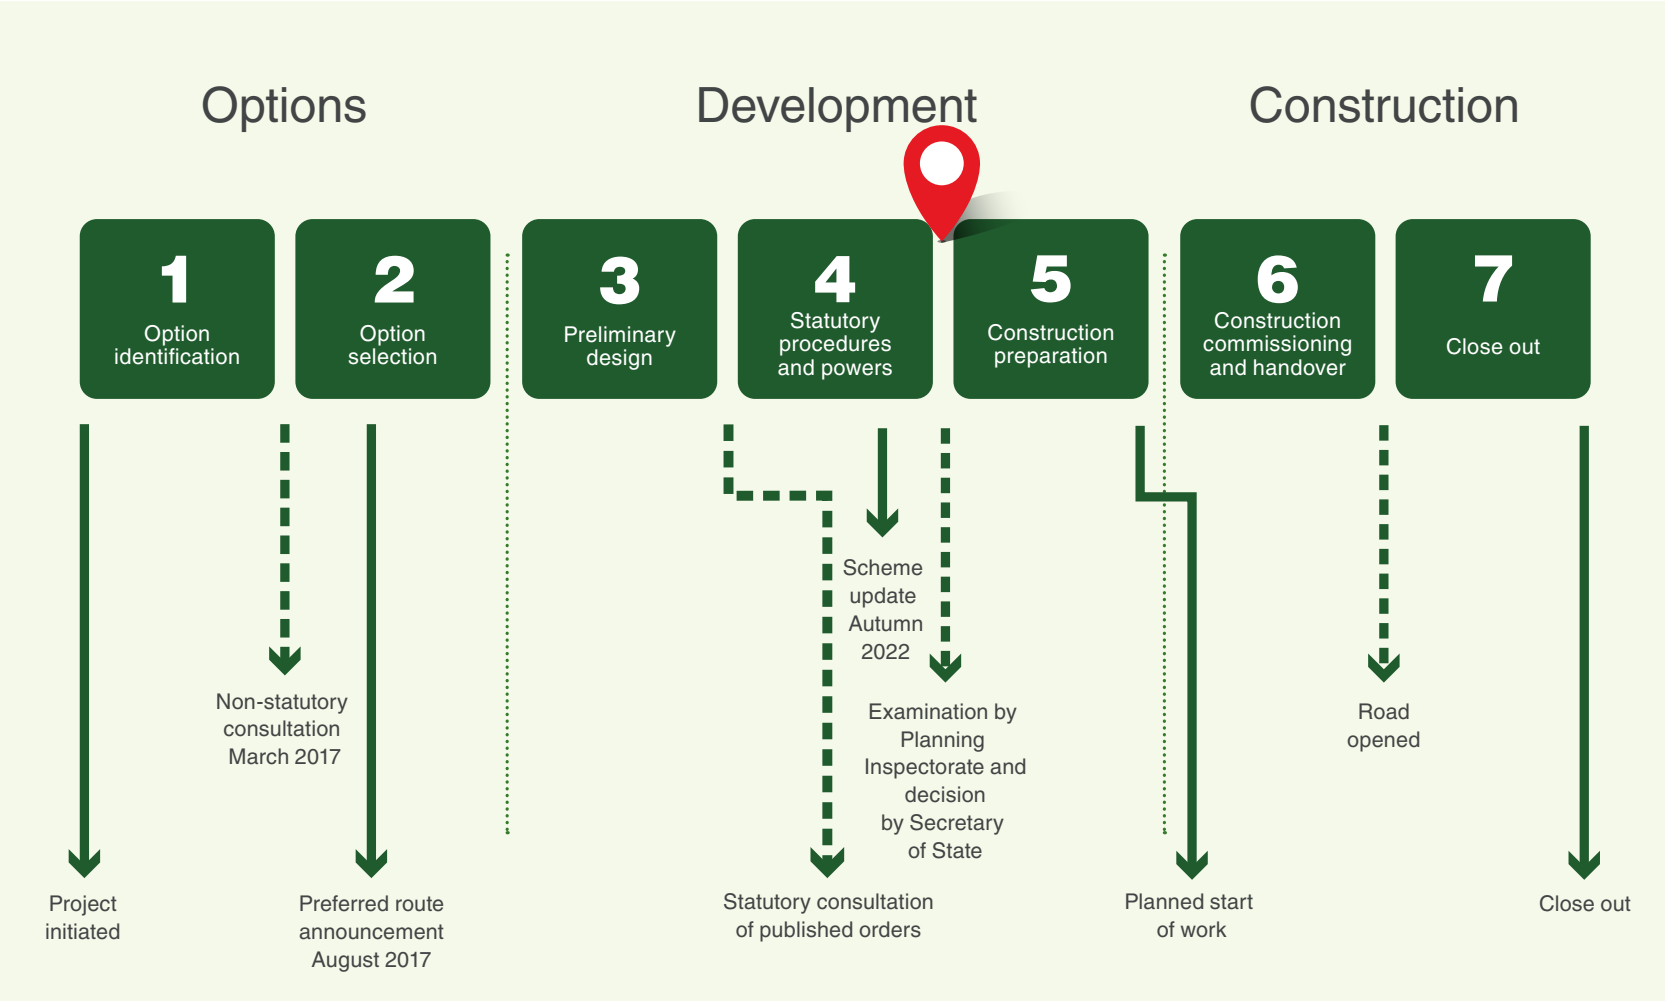 Options
Development
Construction
1
Option
identification
2
Option
selection
3
Preliminary
design
4
Statutory
procedures
and powers
5
Construction
preparation
6
Construction
commissioning
and handover
7
Close out
Project
initiated
Non-statutory
consultation
March 2017
Preferred route
announcement
August 2017
Statutory consultation
of published orders
Scheme
update
Autumn
2022
Examination by
Planning
Inspectorate and
decision
by Secretary
of State
Planned start
of work
Road
opened
Close out